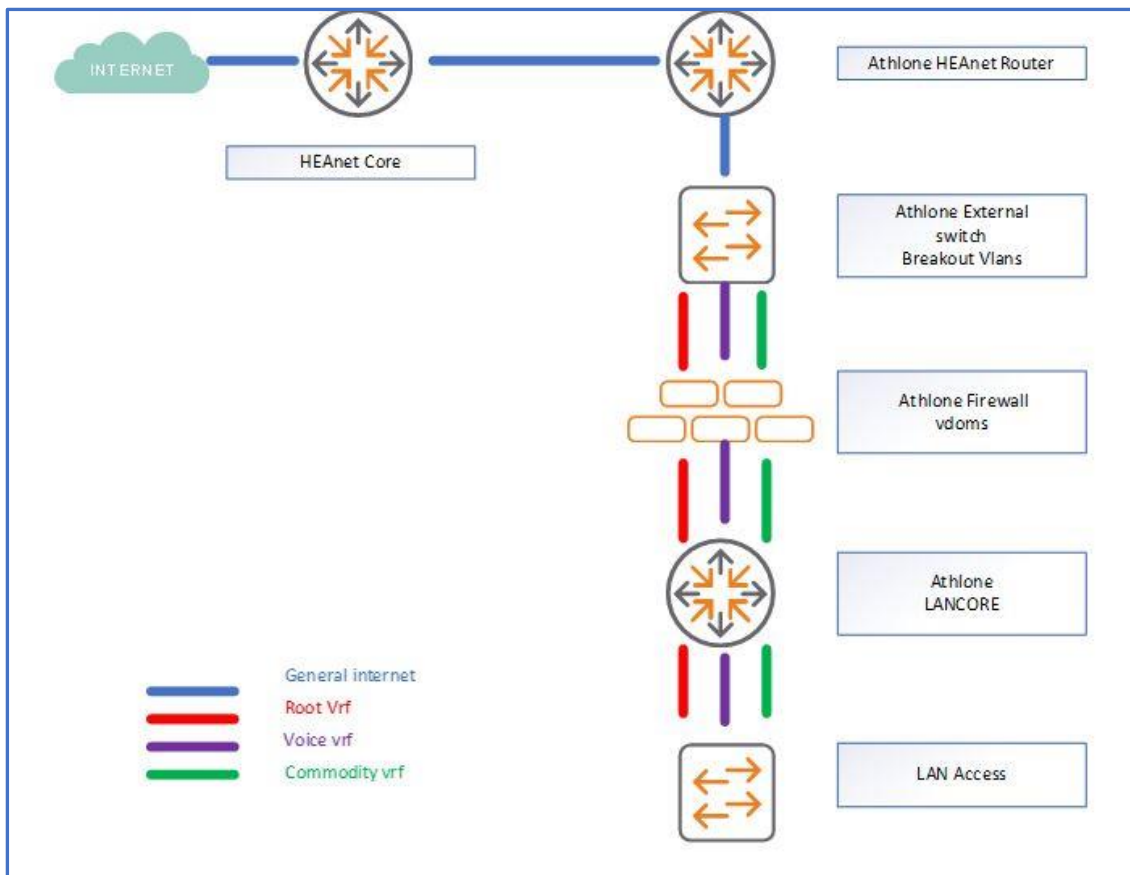 INTERNET
HEAnet Core
Athlone HEAnet Router
Athlone External
switch
Breakout Vlans
Athlone Firewall
vdoms
Athlone
LANCORE
LAN Access
General internet
Root Vrf
Voice vrf
Commodity vrf